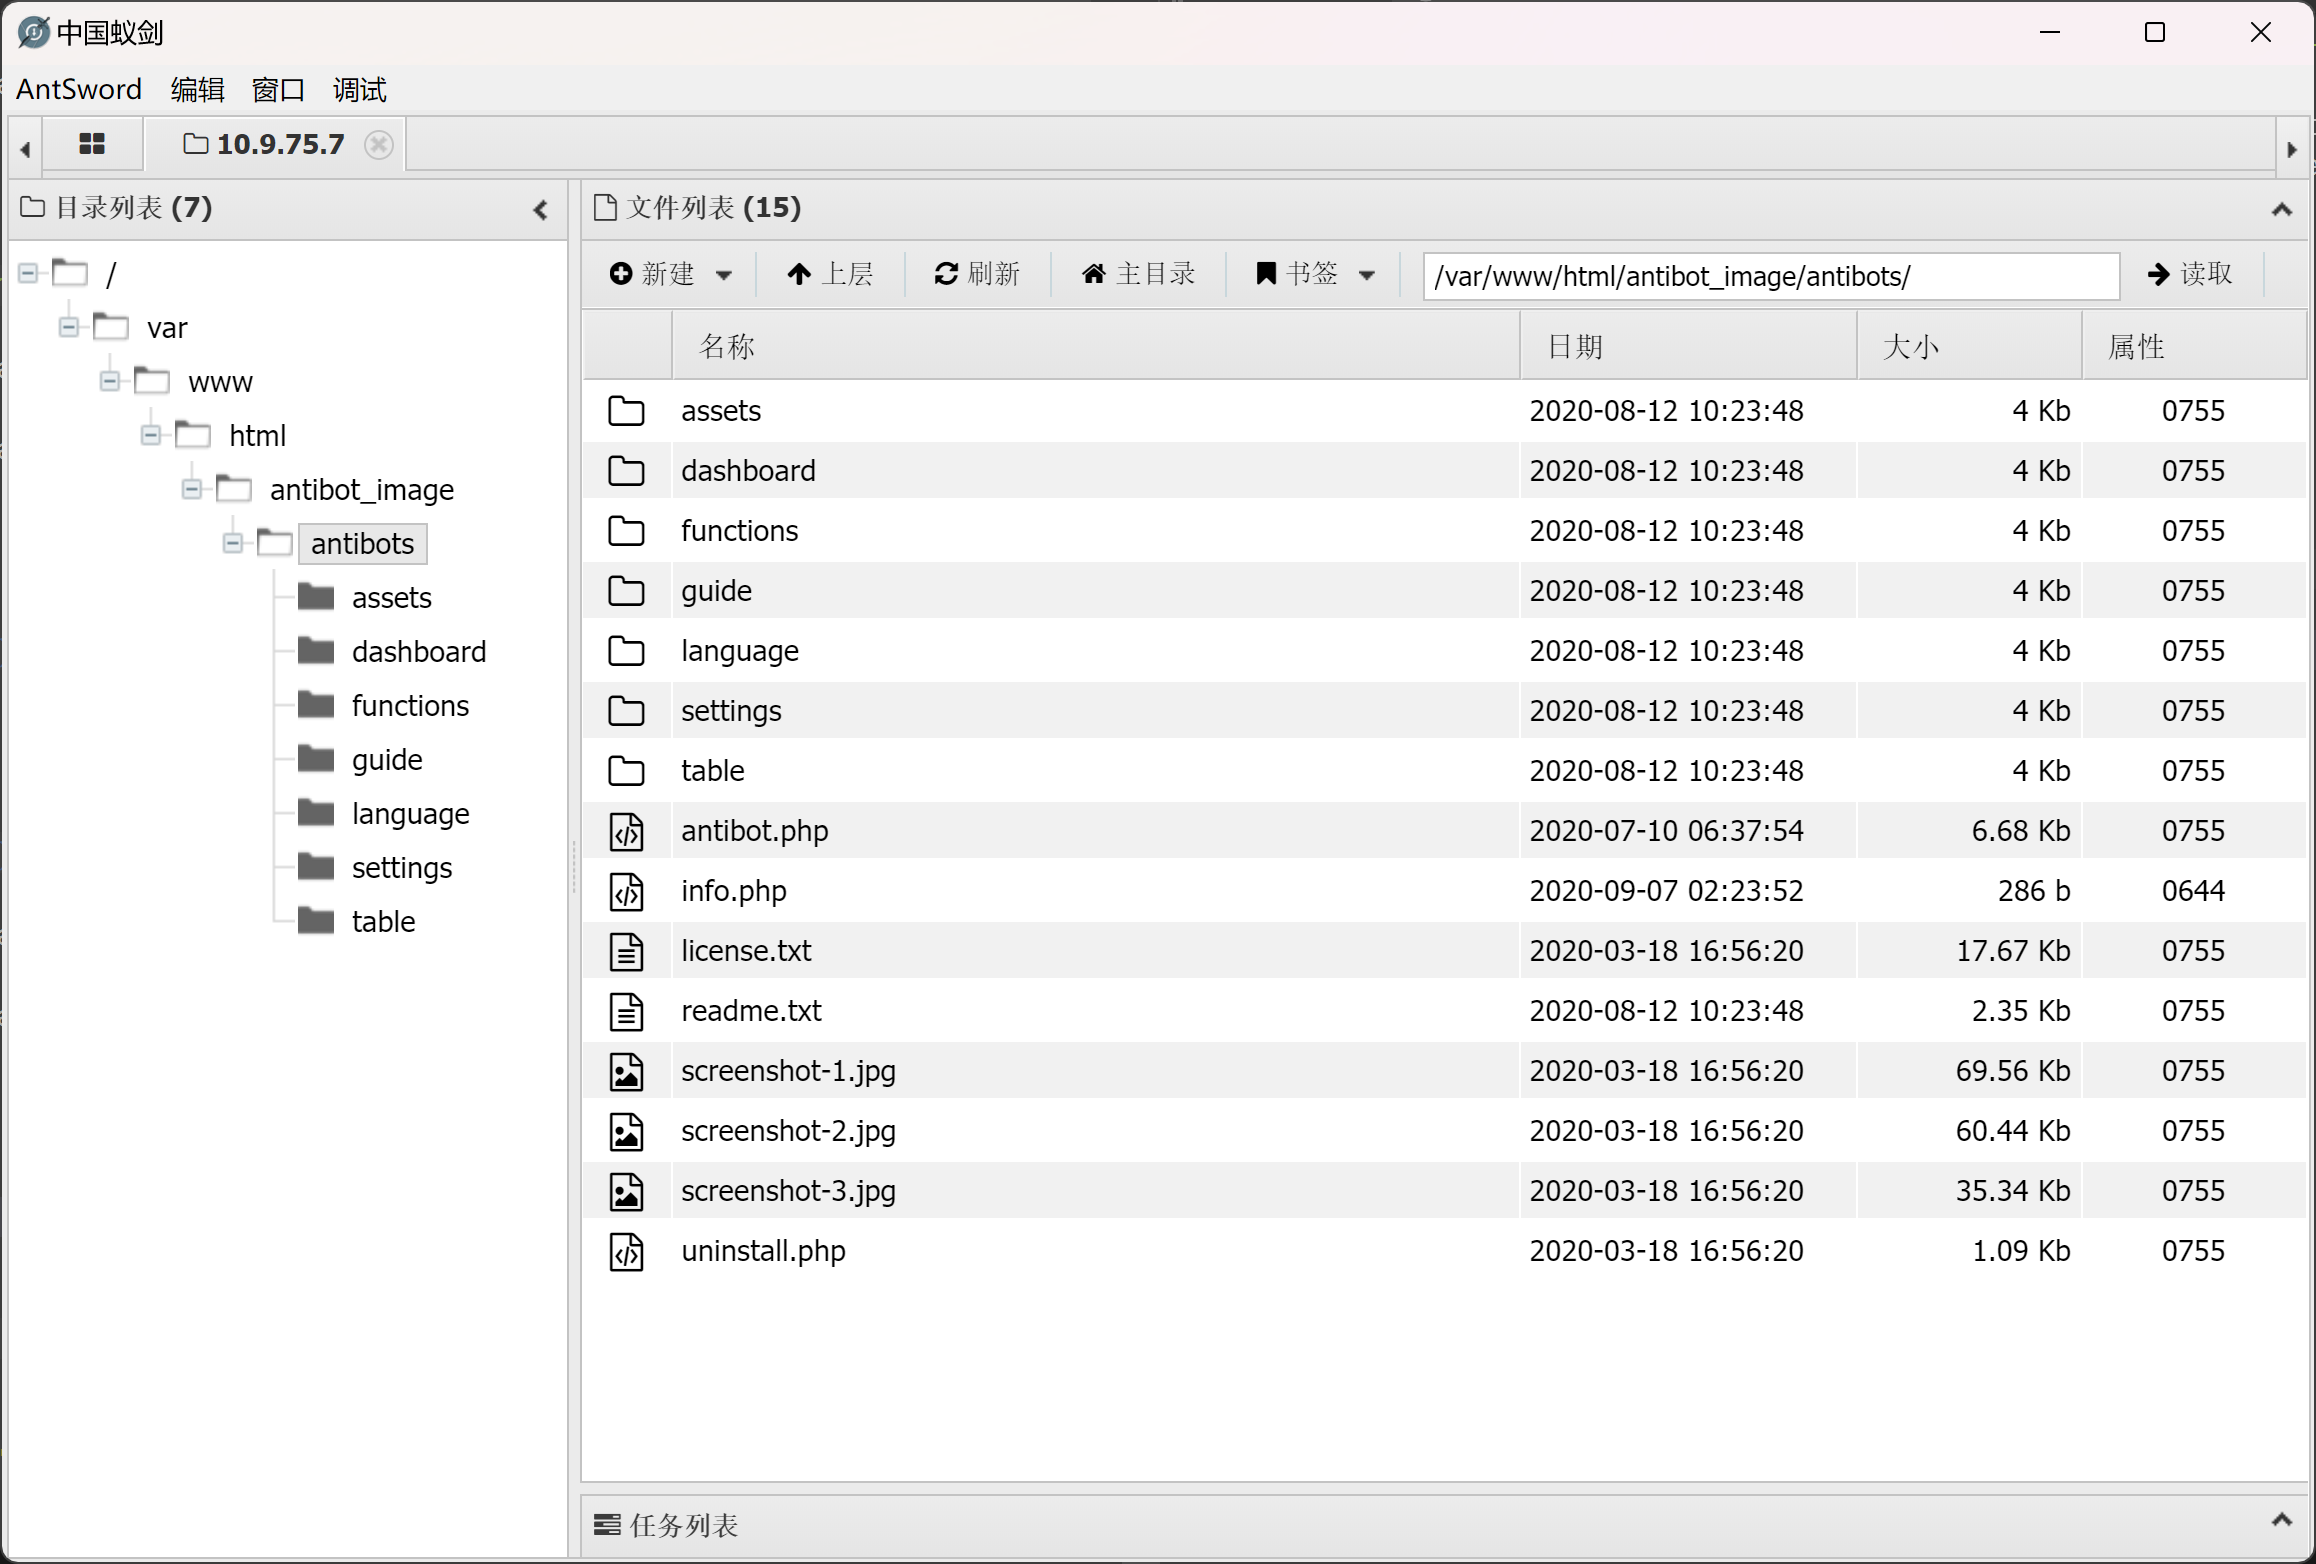 中国蚁剑
AntSword 编辑 窗口 调试
10.9.75.7
目录列表 (7)
/
var
www
html
antibot_image
antibots
assets
dashboard
functions
guide
language
settings
table
文件列表 (15)
新建 上层 刷新 主目录 书签 /var/www/html/antibot_image/antibots/ 读取
名称 日期 大小 属性
assets 2020-08-12 10:23:48 4 Kb 0755
dashboard 2020-08-12 10:23:48 4 Kb 0755
functions 2020-08-12 10:23:48 4 Kb 0755
guide 2020-08-12 10:23:48 4 Kb 0755
language 2020-08-12 10:23:48 4 Kb 0755
settings 2020-08-12 10:23:48 4 Kb 0755
table 2020-08-12 10:23:48 4 Kb 0755
antibot.php 2020-07-10 06:37:54 6.68 Kb 0755
info.php 2020-09-07 02:23:52 286 b 0644
license.txt 2020-03-18 16:56:20 17.67 Kb 0755
readme.txt 2020-08-12 10:23:48 2.35 Kb 0755
screenshot-1.jpg 2020-03-18 16:56:20 69.56 Kb 0755
screenshot-2.jpg 2020-03-18 16:56:20 60.44 Kb 0755
screenshot-3.jpg 2020-03-18 16:56:20 35.34 Kb 0755
uninstall.php 2020-03-18 16:56:20 1.09 Kb 0755
任务列表